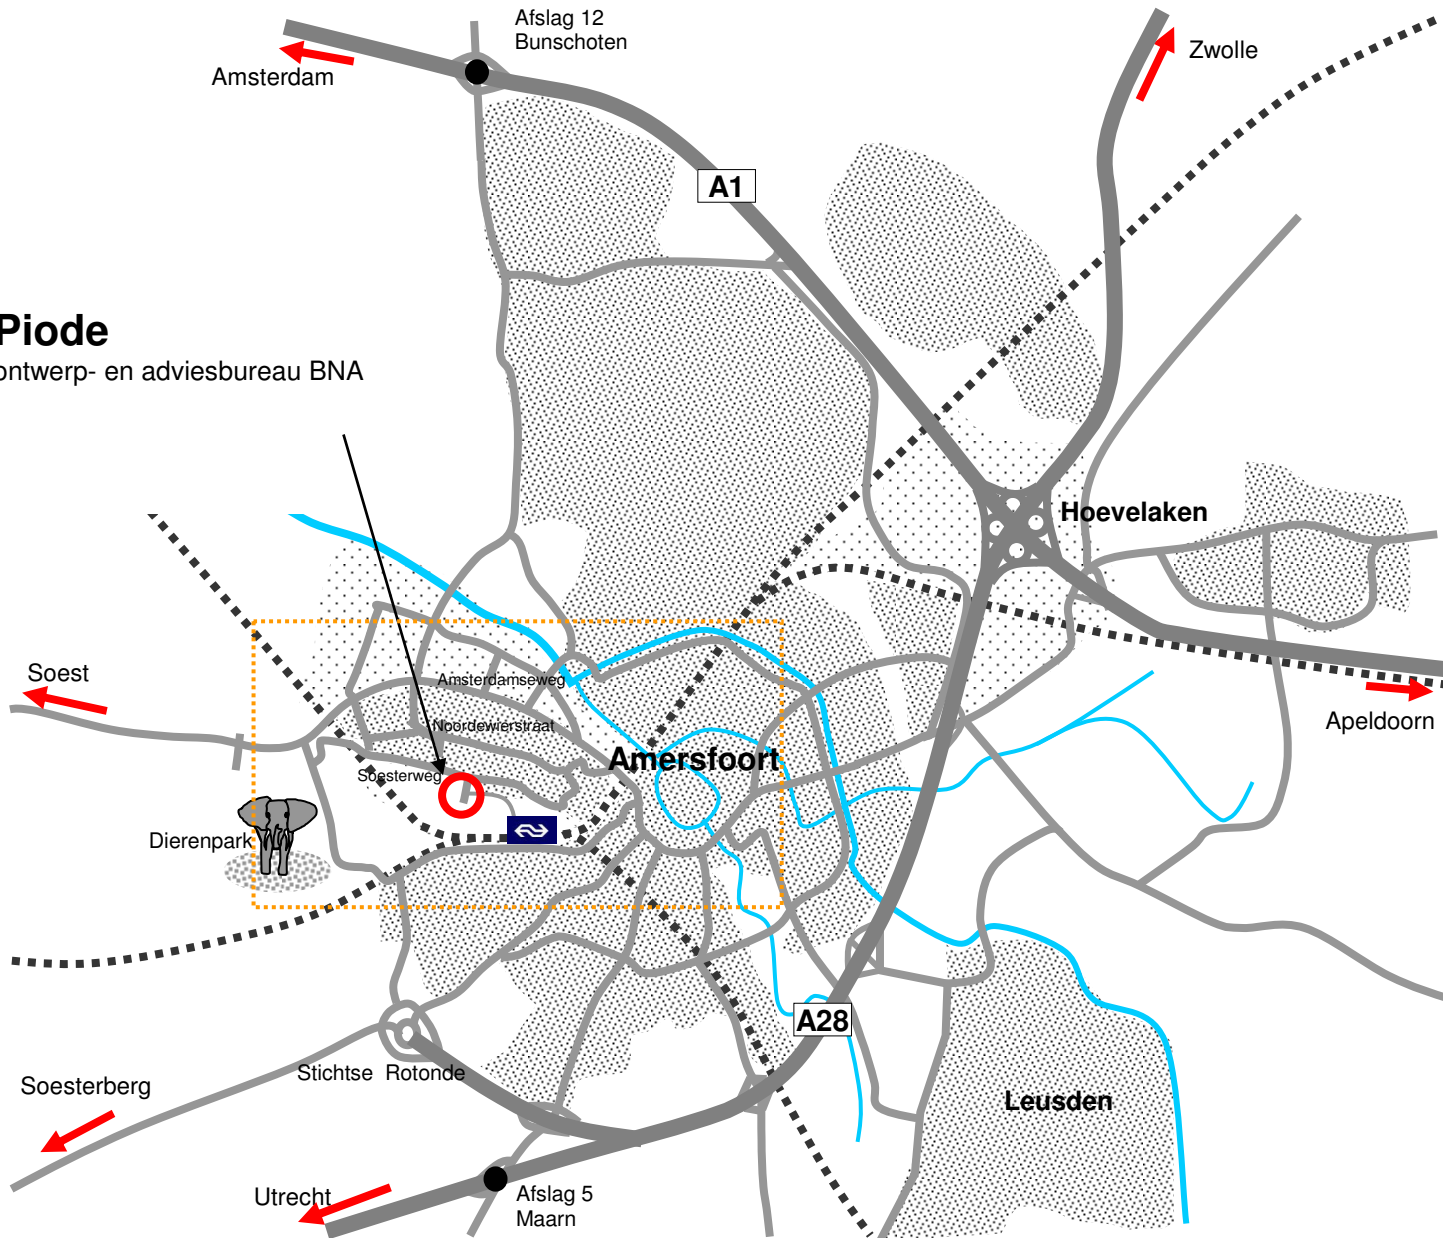 Afslag 12
Bunschoten
Zwolle
Amsterdam
A1
Piode
ontwerp- en adviesbureau BNA
Hoevelaken
Soest
Amsterdamseweg
Apeldoorn
Noordewierstraat
Amersfoort
Soesterweg
Dierenpark
A28
Stichtse Rotonde
Soesterberg
Leusden
Utrecht
Afslag 5
Maarn